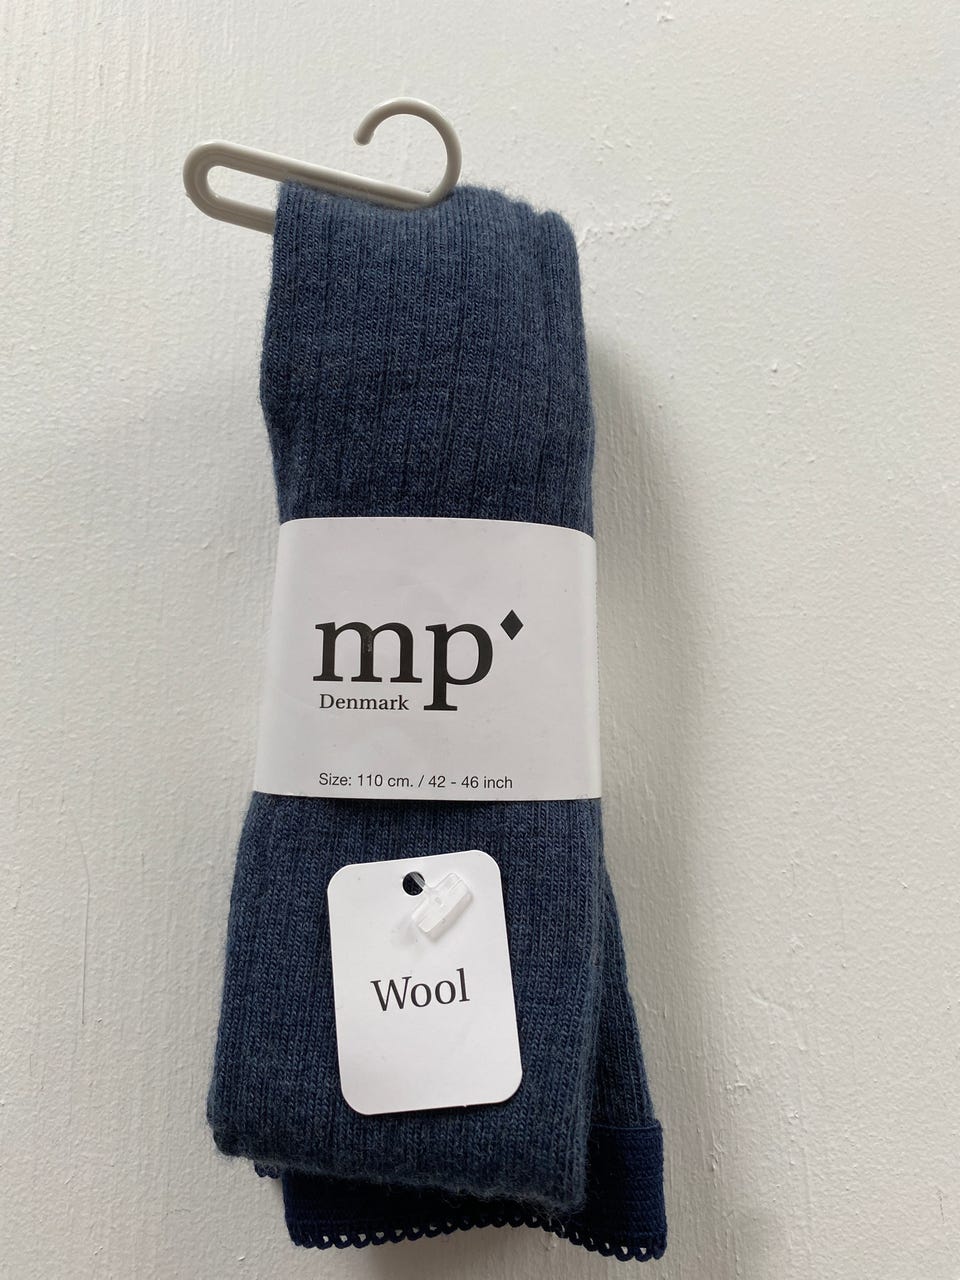 mp
Denmark
Size: 110 cm. / 42 - 46 inch
Wool